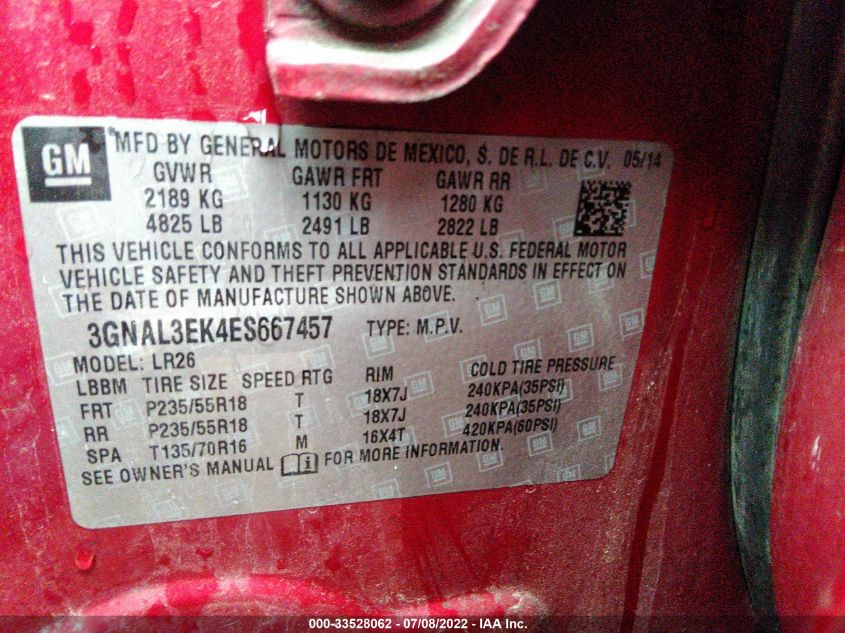 GM
MFD BY GENERAL MOTORS DE MEXICO, S. DE R.L. DE C.V. 05/14
GVWR GAWR FRT GAWR RR
2189 KG 1130 KG 1280 KG
4825 LB 2491 LB 2822 LB
THIS VEHICLE CONFORMS TO ALL APPLICABLE U.S. FEDERAL MOTOR
VEHICLE SAFETY AND THEFT PREVENTION STANDARDS IN EFFECT ON
THE DATE OF MANUFACTURE SHOWN ABOVE.
3GNAL3EK4ES667457 TYPE: M.P.V.
MODEL: LR26
LBBM TIRE SIZE SPEED RTG RIM COLD TIRE PRESSURE
FRT P235/55R18 T 18X7J 240KPA(35PSI)
RR P235/55R18 T 18X7J 240KPA(35PSI)
SPA T135/70R16 M 16X4T 420KPA(60PSI)
SEE OWNER'S MANUAL FOR MORE INFORMATION.
000-33528062 - 07/08/2022 - IAA Inc.